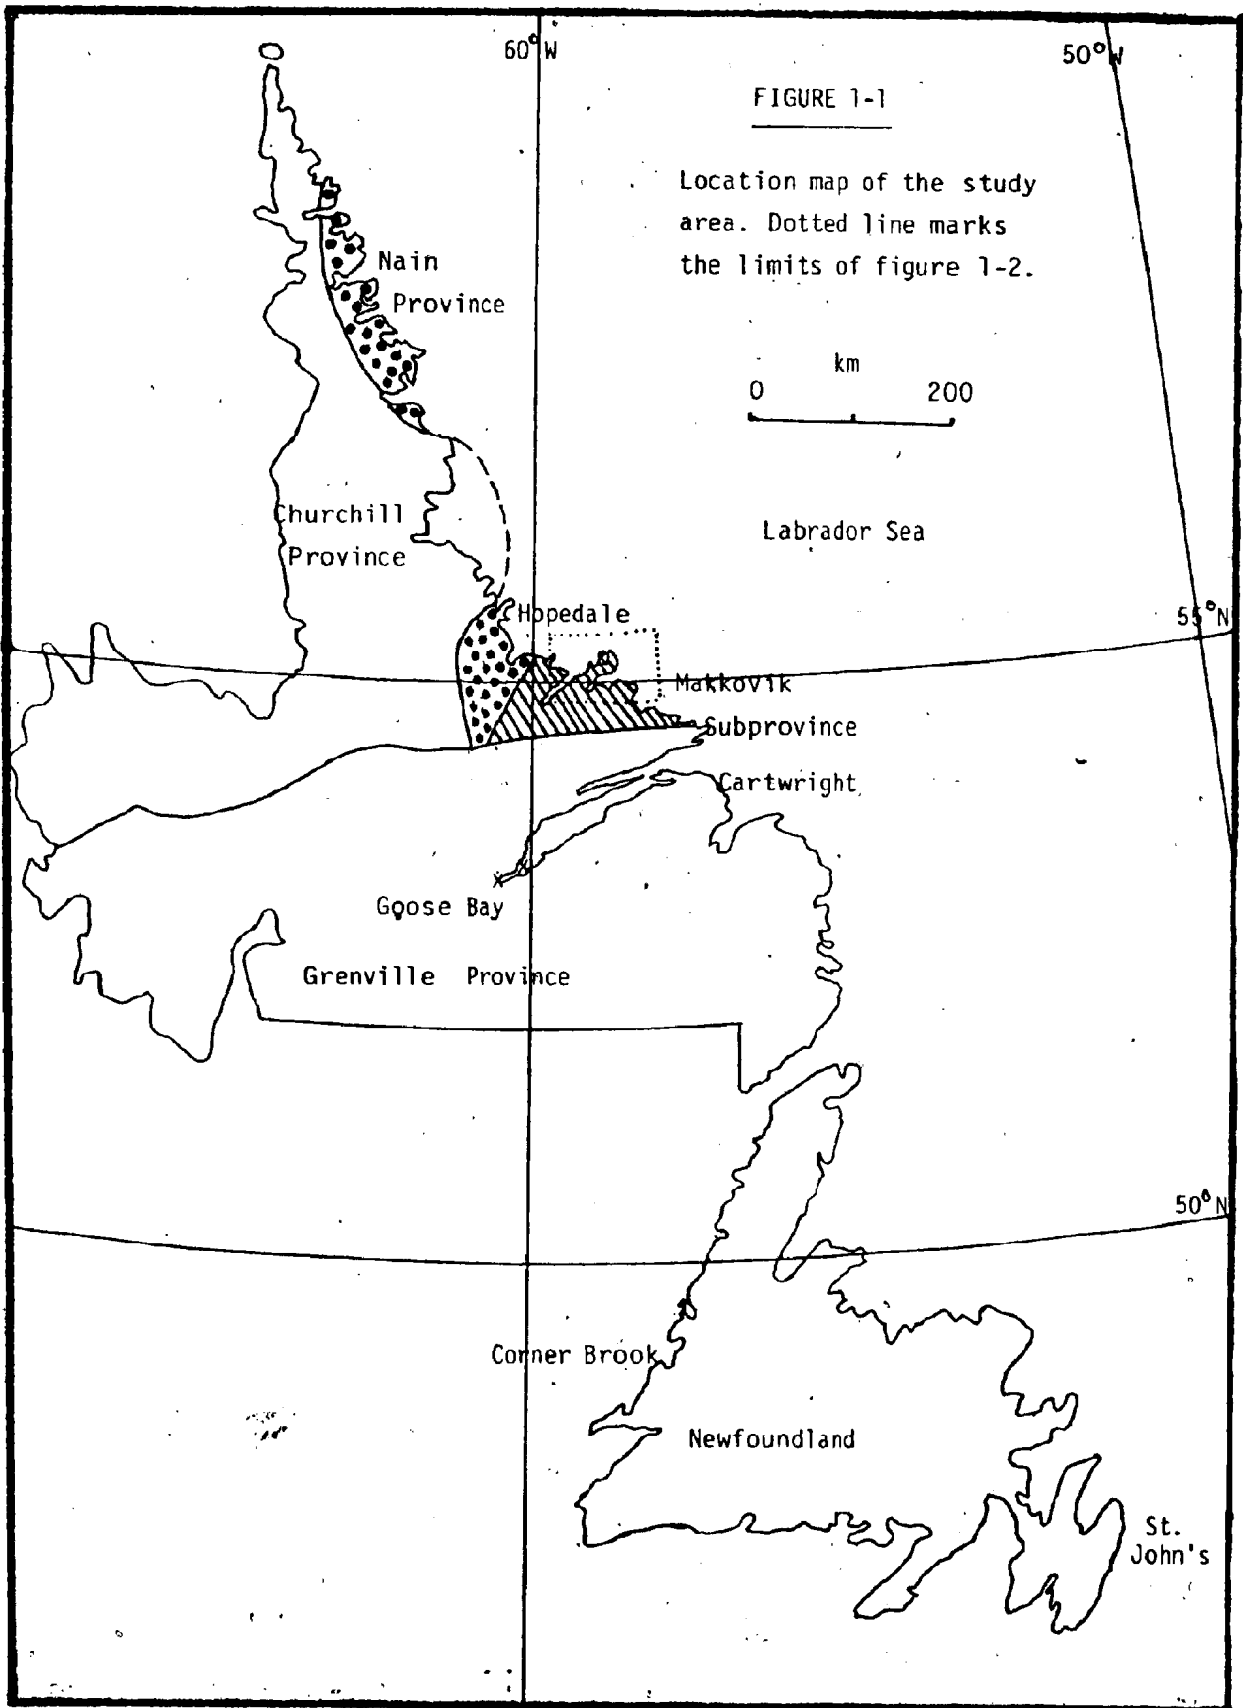 60°W
50°W
FIGURE 1-1
Location map of the study
area. Dotted line marks
the limits of figure 1-2.
Nain
Province
km
0 200
Churchill
Province
Labrador Sea
Hopedale
55°N
Makkovik
Subprovince
Cartwright
Goose Bay
Grenville Province
50°N
Corner Brook
Newfoundland
St.
John's